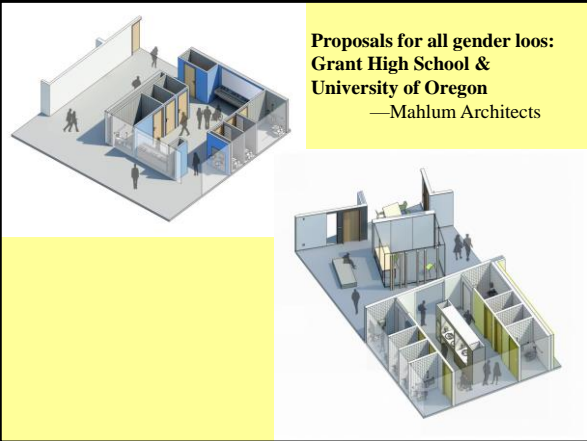 Proposals for all gender loos:
Grant High School &
University of Oregon
—Mahlum Architects